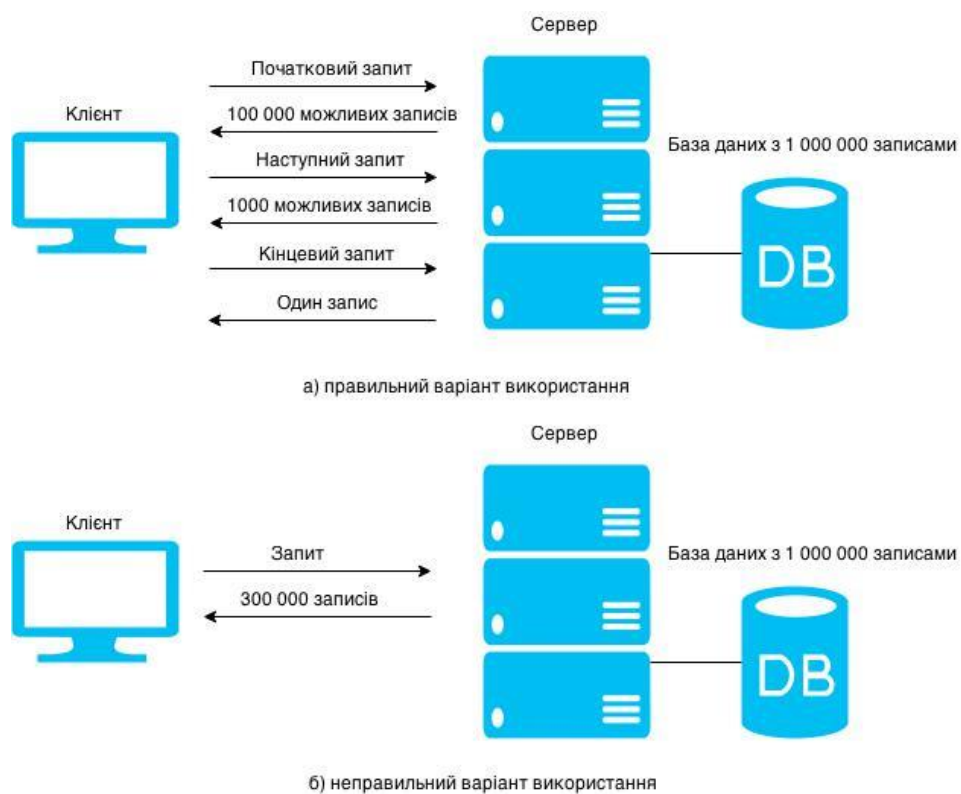 Сервер
Початковий запит
Клієнт
100 000 можливих записів
Наступний запит
База даних з 1 000 000 записами
1000 можливих записів
Кінцевий запит
DB
Один запис
а) правильний варіант використання
Сервер
Клієнт
Запит
База даних з 1 000 000 записами
300 000 записів
DB
б) неправильний варіант використання